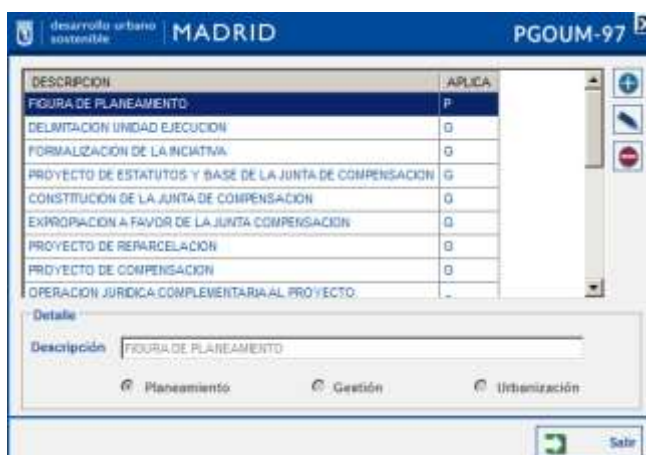 desarrollo urbano
sostenible
MADRID
PGOUM-97
DESCRIPCION APLICA
FIGURA DE PLANEAMIENTO P
DELIMITACION UNIDAD EJECUCION G
FORMALIZACION DE LA INCIATIVA G
PROYECTO DE ESTATUTOS Y BASE DE LA JUNTA DE COMPENSACION G
CONSTITUCION DE LA JUNTA DE COMPENSACION G
EXPROPIACION A FAVOR DE LA JUNTA COMPENSACION G
PROYECTO DE REPARCELACION G
PROYECTO DE COMPENSACION G
OPERACION JURIDICA COMPLEMENTARIA AL PROYECTO
Detalle
Descripción FIGURA DE PLANEAMIENTO
Planeamiento Gestión Urbanización
Salir